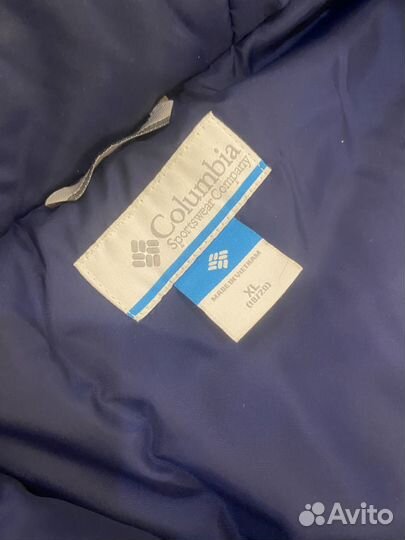 Columbia
Sportswear Company
MADE IN VIETNAM
XL
(18/20)
Avito